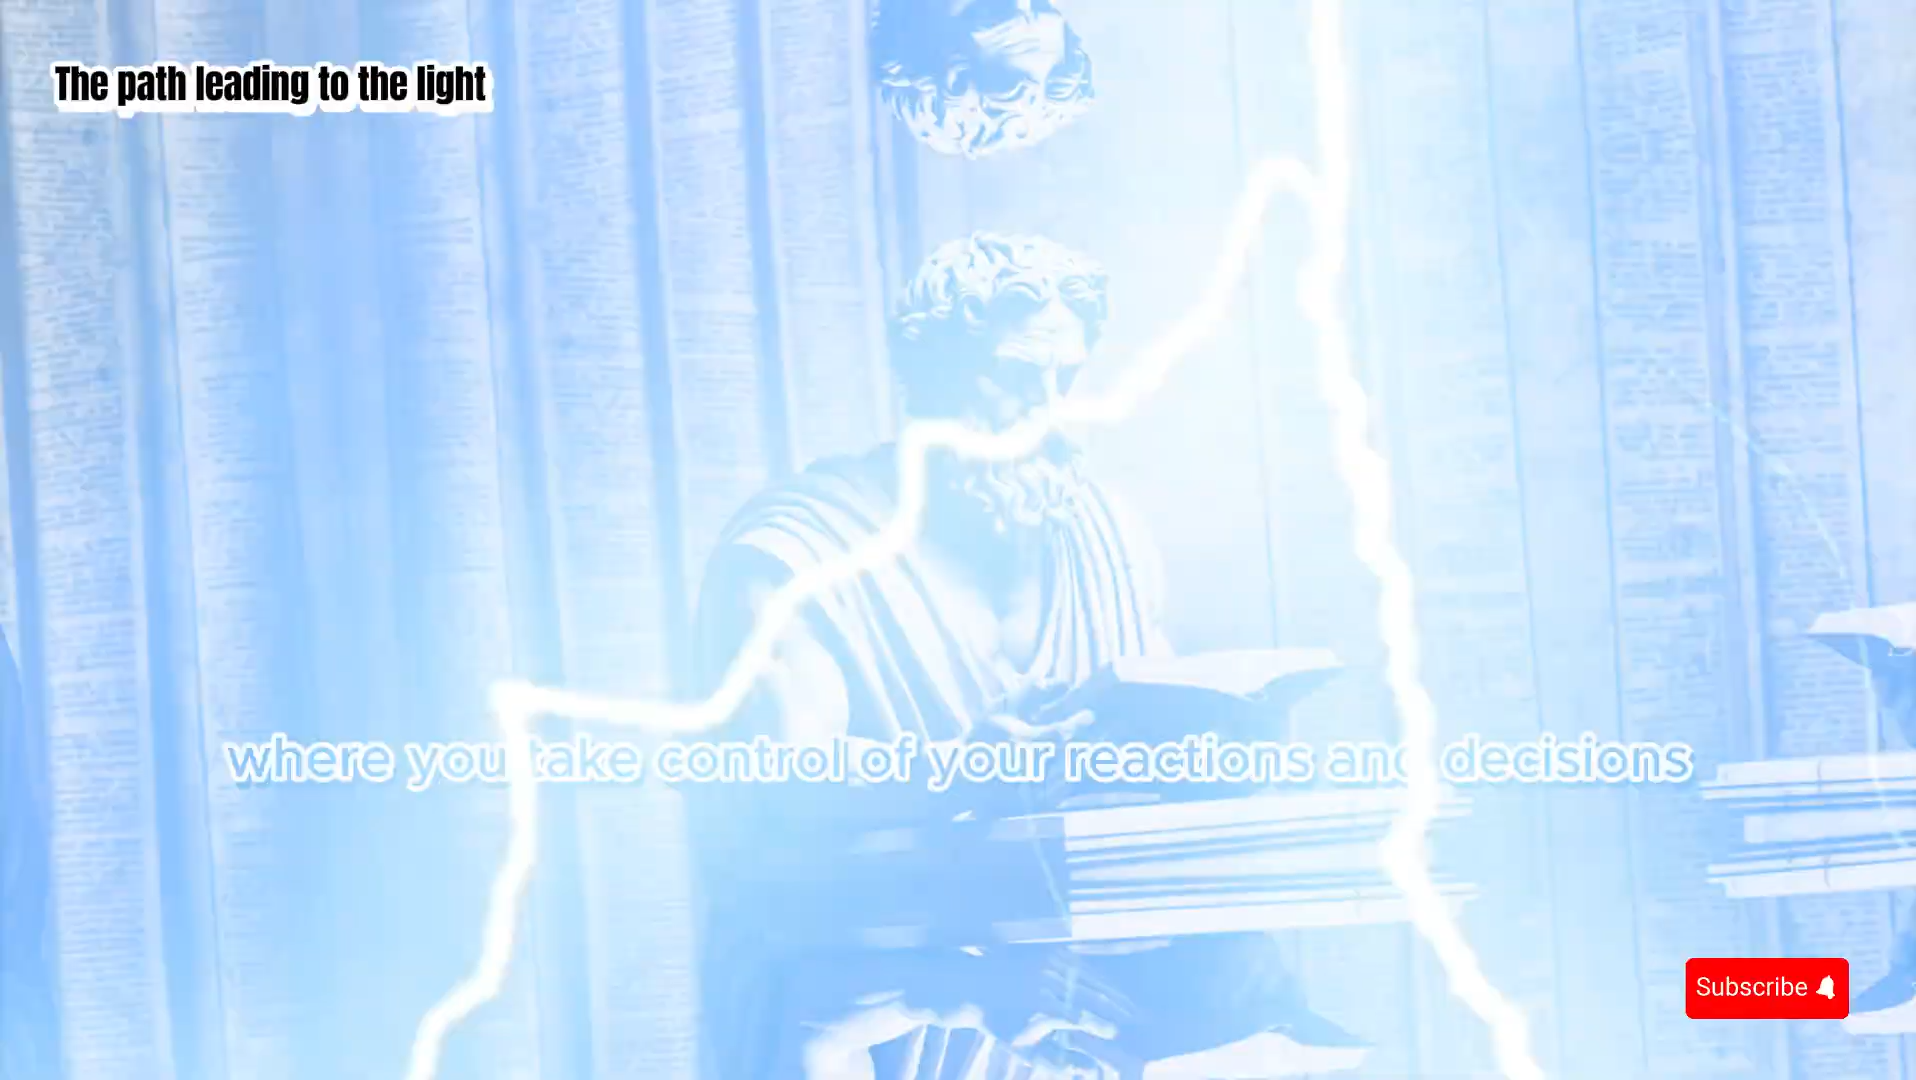 The path leading to the light
where you take control of your reactions and decisions
Subscribe